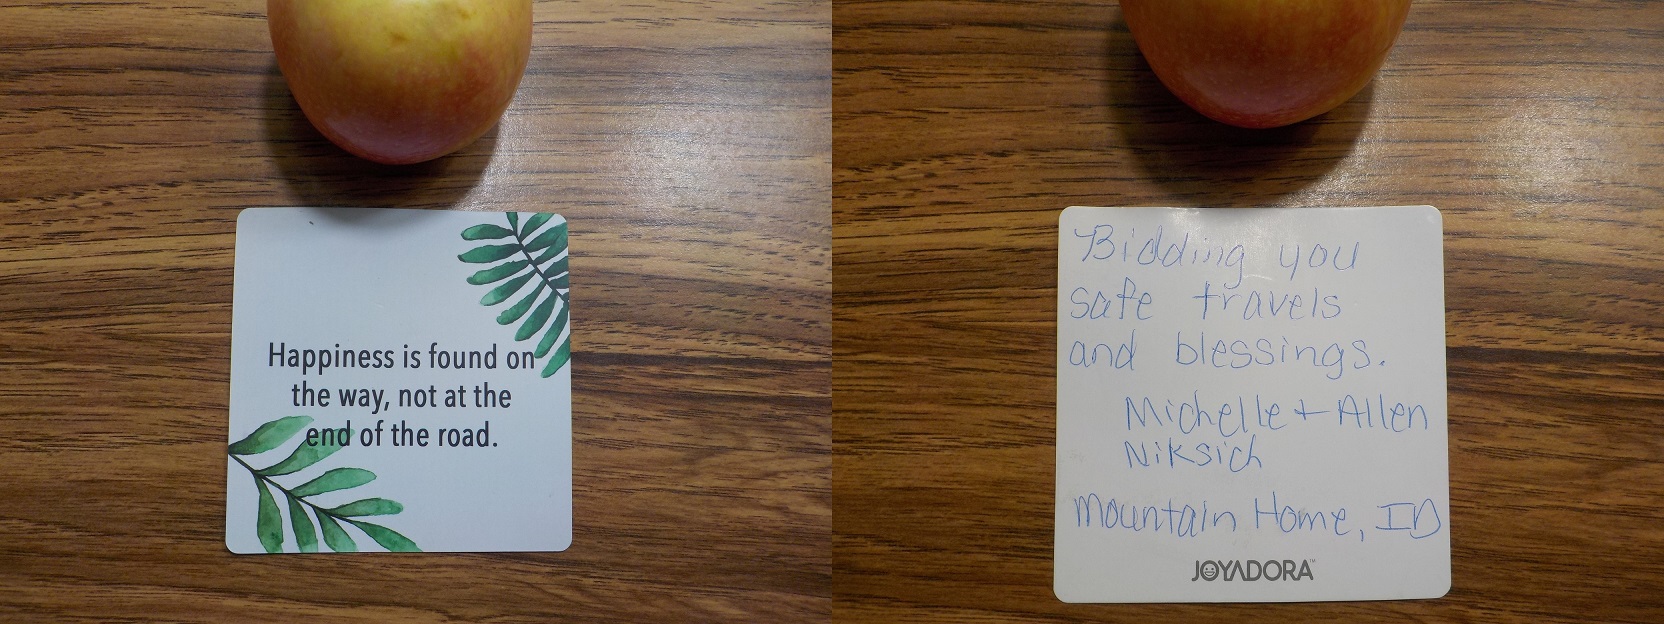 Happiness is found on
the way, not at the
end of the road.
Bidding you
safe travels
and blessings.
Michelle + Allen
Niksich
Mountain Home, ID
JOYADORA™